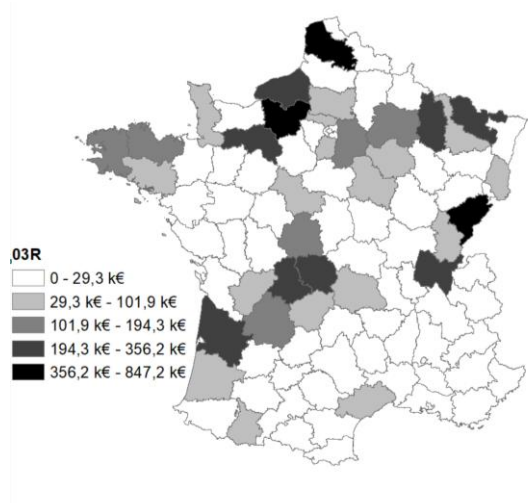 03R
0 - 29,3 k€
29,3 k€ - 101,9 k€
101,9 k€ - 194,3 k€
194,3 k€ - 356,2 k€
356,2 k€ - 847,2 k€